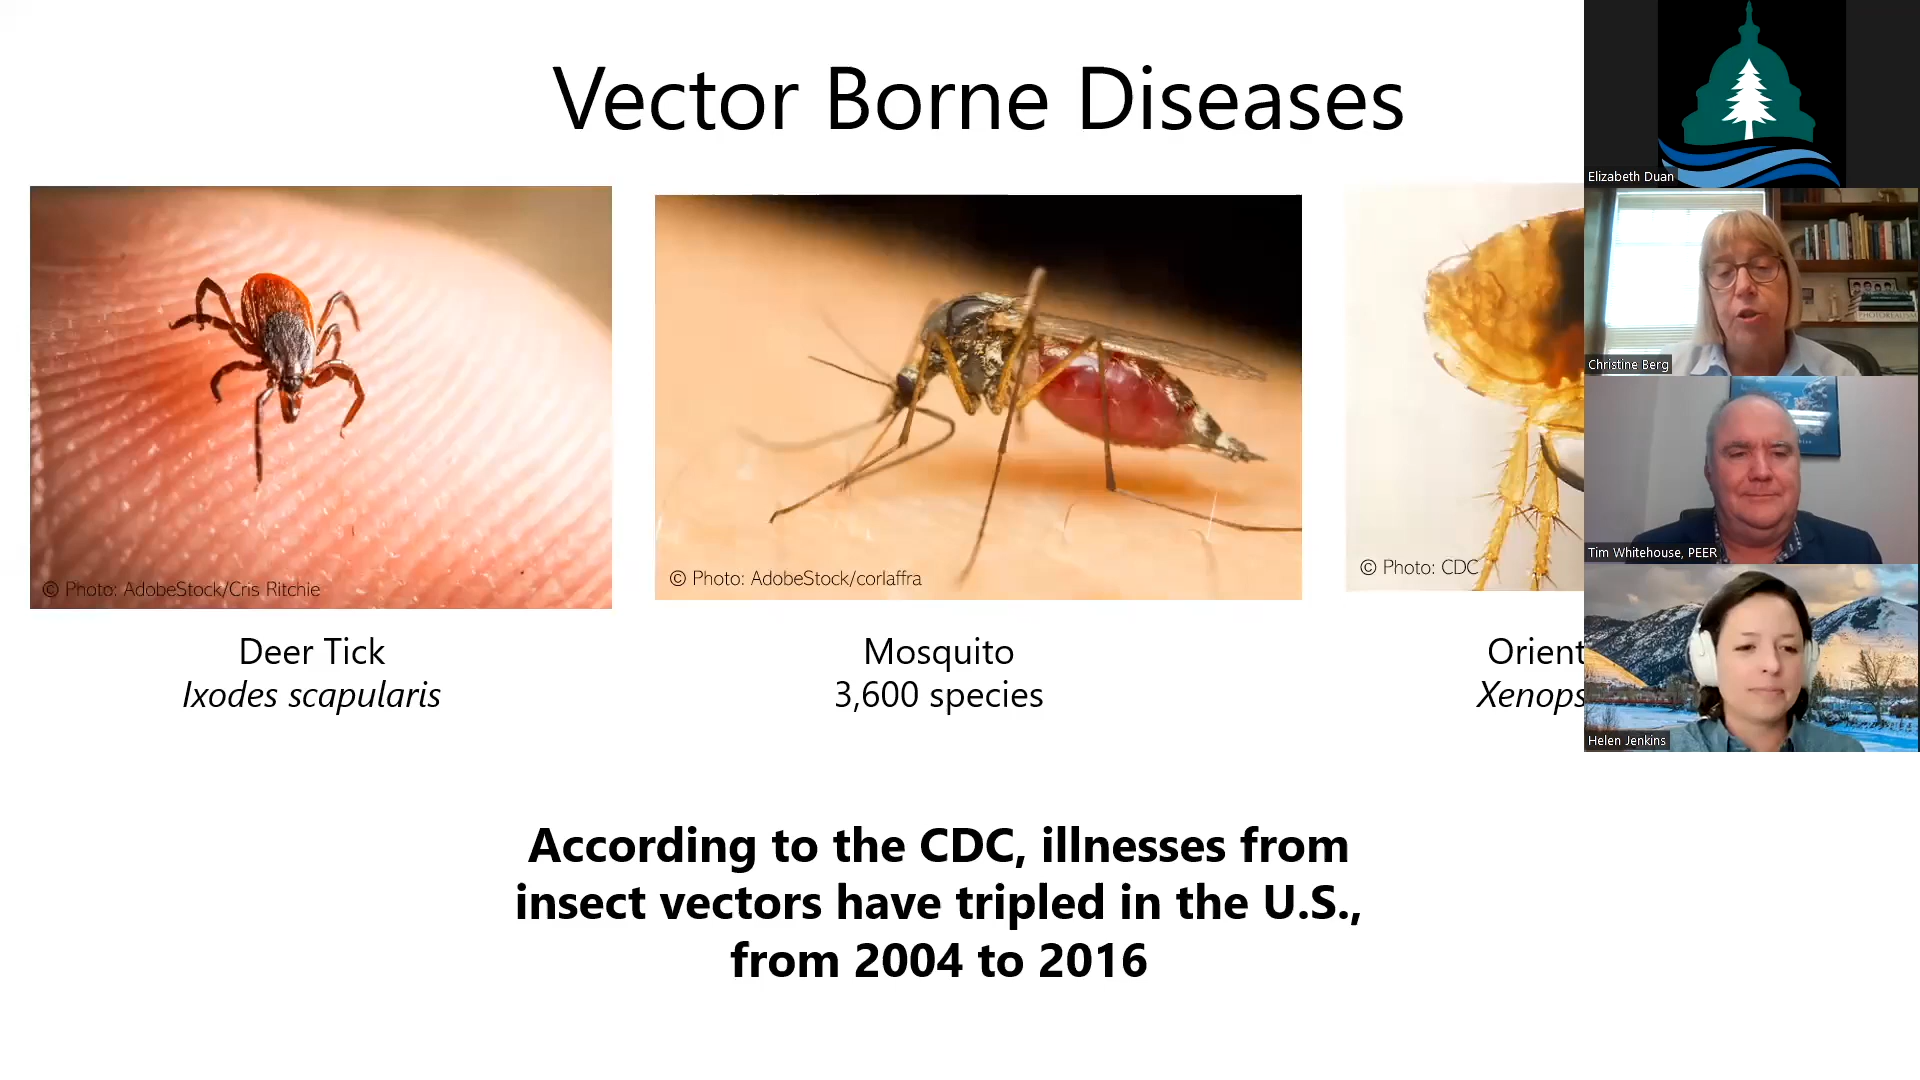 Vector Borne Diseases
© Photo: AdobeStock/Cris Ritchie
© Photo: AdobeStock/corlaffra
© Photo: CDC
Deer Tick
Ixodes scapularis
Mosquito
3,600 species
Orient
Xenops
According to the CDC, illnesses from
insect vectors have tripled in the U.S.,
from 2004 to 2016
Elizabeth Duan
Christine Berg
PHOTOREALISM
Tim Whitehouse, PEER
Helen Jenkins